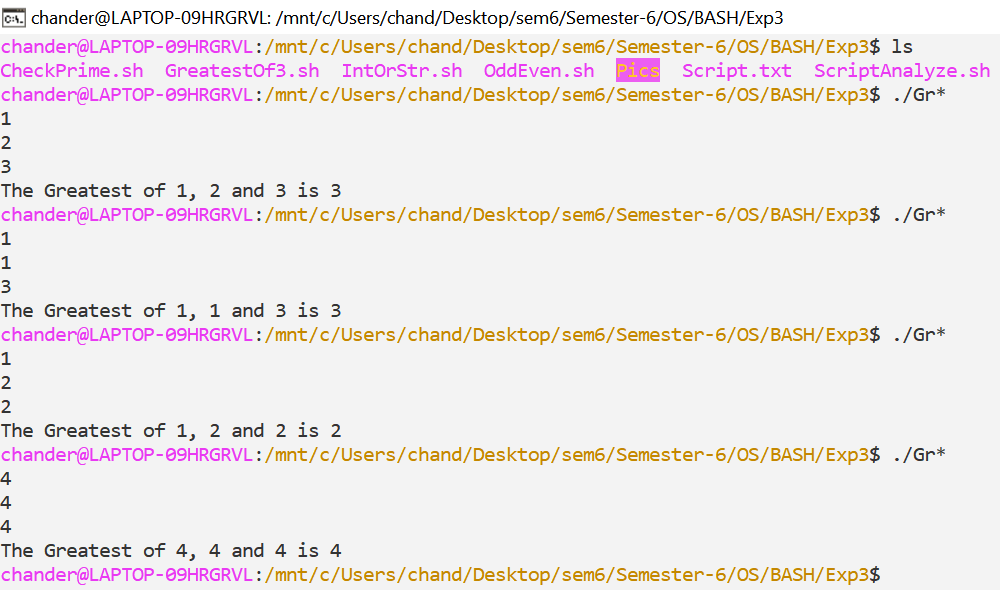 chander@LAPTOP-09HRGRVL: /mnt/c/Users/chand/Desktop/sem6/Semester-6/OS/BASH/Exp3
chander@LAPTOP-09HRGRVL:/mnt/c/Users/chand/Desktop/sem6/Semester-6/OS/BASH/Exp3$ ls
CheckPrime.sh  GreatestOf3.sh  IntOrStr.sh  OddEven.sh  Pics  Script.txt  ScriptAnalyze.sh
chander@LAPTOP-09HRGRVL:/mnt/c/Users/chand/Desktop/sem6/Semester-6/OS/BASH/Exp3$ ./Gr*
1
2
3
The Greatest of 1, 2 and 3 is 3
chander@LAPTOP-09HRGRVL:/mnt/c/Users/chand/Desktop/sem6/Semester-6/OS/BASH/Exp3$ ./Gr*
1
1
3
The Greatest of 1, 1 and 3 is 3
chander@LAPTOP-09HRGRVL:/mnt/c/Users/chand/Desktop/sem6/Semester-6/OS/BASH/Exp3$ ./Gr*
1
2
2
The Greatest of 1, 2 and 2 is 2
chander@LAPTOP-09HRGRVL:/mnt/c/Users/chand/Desktop/sem6/Semester-6/OS/BASH/Exp3$ ./Gr*
4
4
4
The Greatest of 4, 4 and 4 is 4
chander@LAPTOP-09HRGRVL:/mnt/c/Users/chand/Desktop/sem6/Semester-6/OS/BASH/Exp3$